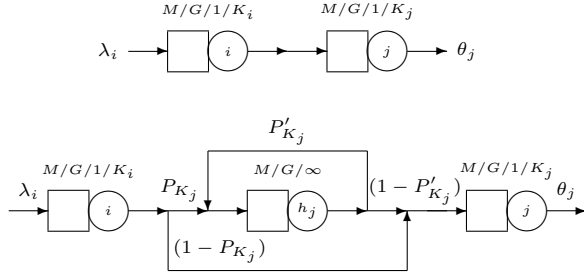 M/G/1/K_i M/G/1/K_j
λ_i i j θ_j
P'_{K_j}
M/G/1/K_i P_{K_j} M/G/∞ (1 − P'_{K_j}) M/G/1/K_j
λ_i i h_j j θ_j
(1 − P_{K_j})